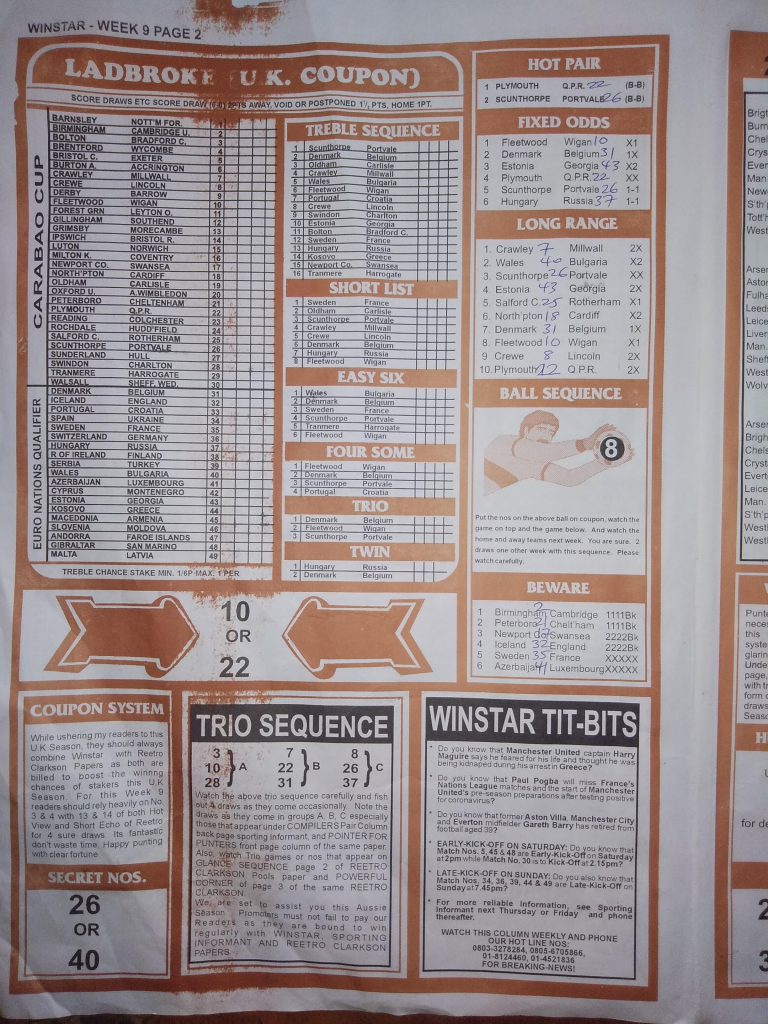 WINSTAR - WEEK 9 PAGE 2
LADBROKE (U.K. COUPON)
SCORE DRAWS ETC SCORE DRAW (0-0) 2PTS AWAY, VOID OR POSTPONED 1½ PTS. HOME 1PT.
CARABAO CUP
BARNSLEY NOTT'M FOR. 1
BIRMINGHAM CAMBRIDGE U. 2
BOLTON BRADFORD C. 3
BRENTFORD WYCOMBE 4
BRISTOL C. EXETER 5
BURTON A. ACCRINGTON 6
CRAWLEY MILLWALL 7
CREWE LINCOLN 8
DERBY BARROW 9
FLEETWOOD WIGAN 10
FOREST GRN LEYTON O. 11
GILLINGHAM SOUTHEND 12
GRIMSBY MORECAMBE 13
IPSWICH BRISTOL R. 14
LUTON NORWICH 15
MILTON K. COVENTRY 16
NEWPORT CO. SWANSEA 17
NORTH'PTON CARDIFF 18
OLDHAM CARLISLE 19
OXFORD U. A.WIMBLEDON 20
PETERBORO CHELTENHAM 21
PLYMOUTH Q.P.R. 22
READING COLCHESTER 23
ROCHDALE HUDD'FIELD 24
SALFORD C. ROTHERHAM 25
SCUNTHORPE PORTVALE 26
SUNDERLAND HULL 27
SWINDON CHARLTON 28
TRANMERE HARROGATE 29
WALSALL SHEFF, WED. 30
EURO NATIONS QUALIFIER
DENMARK BELGIUM 31
ICELAND ENGLAND 32
PORTUGAL CROATIA 33
SPAIN UKRAINE 34
SWEDEN FRANCE 35
SWITZERLAND GERMANY 36
HUNGARY RUSSIA 37
R OF IRELAND FINLAND 38
SERBIA TURKEY 39
WALES BULGARIA 40
AZERBAIJAN LUXEMBOURG 41
CYPRUS MONTENEGRO 42
ESTONIA GEORGIA 43
KOSOVO GREECE 44
MACEDONIA ARMENIA 45
SLOVENIA MOLDOVA 46
ANDORRA FAROE ISLANDS 47
GIBRALTAR SAN MARINO 48
MALTA LATVIA 49
TREBLE CHANCE STAKE MIN. 1/6P MAX. 1 PER
TREBLE SEQUENCE
1 Scunthorpe Portvale
2 Denmark Belgium
3 Oldham Carlisle
4 Crawley Millwall
5 Wales Bulgaria
6 Fleetwood Wigan
7 Portugal Croatia
8 Crewe Lincoln
9 Swindon Charlton
10 Estonia Georgia
11 Bolton Bradford C.
12 Sweden France
13 Hungary Russia
14 Kosovo Greece
15 Newport Co. Swansea
16 Tranmere Harrogate
SHORT LIST
1 Sweden France
2 Oldham Carlisle
3 Scunthorpe Portvale
4 Crawley Millwall
5 Crewe Lincoln
6 Denmark Belgium
7 Hungary Russia
8 Fleetwood Wigan
EASY SIX
1 Wales Bulgaria
2 Denmark Belgium
3 Sweden France
4 Scunthorpe Portvale
5 Tranmere Harrogate
6 Fleetwood Wigan
FOUR SOME
1 Fleetwood Wigan
2 Denmark Belgium
3 Scunthorpe Portvale
4 Portugal Croatia
TRIO
1 Denmark Belgium
2 Fleetwood Wigan
3 Scunthorpe Portvale
TWIN
1 Hungary Russia
2 Denmark Belgium
HOT PAIR
1 PLYMOUTH Q.P.R. 22 (B-B)
2 SCUNTHORPE PORTVALE 26 (B-B)
FIXED ODDS
1 Fleetwood Wigan 10 X1
2 Denmark Belgium 31 1X
3 Estonia Georgia 43 X2
4 Plymouth Q.P.R. 22 XX
5 Scunthorpe Portvale 26 1-1
6 Hungary Russia 37 1-1
LONG RANGE
1. Crawley 7 Millwall 2X
2. Wales 40 Bulgaria X2
3. Scunthorpe 26 Portvale XX
4. Estonia 43 Georgia 2X
5. Salford C. 25 Rotherham X1
6. North'pton 18 Cardiff X2
7. Denmark 31 Belgium 1X
8. Fleetwood 10 Wigan X1
9 Crewe 8 Lincoln 2X
10. Plymouth Q.P.R. 2X
BALL SEQUENCE
8
Put the nos on the above ball on coupon, watch the
game on top and the game below. And watch the
home and away teams next week. You are sure. 2
draws one other week with this sequence. Please
watch carefully.
BEWARE
1 Birmingham 2 Cambridge 1111Bk
2 Peterboro 21 Chelt'ham 1111Bk
3 Newport Co 17 Swansea 2222Bk
4 Iceland 32 England 2222Bk
5 Sweden 35 France XXXXX
6 Azerbaijan 41 Luxembourg XXXXX
10
OR
22
COUPON SYSTEM
While ushering my readers to this
U.K Season, they should always
combine Winstar with Reetro
Clarkson Papers as both are
billed to boost the winnng
chances of stakers this U.K
Season. For this Week 9
readers should rely heavily on No.
3 & 4 with 13 & 14 of both Hot
View and Short Echo of Reetro
for 4 sure draws. Its fantastic
don't waste time. Happy punting
with clear fortune
SECRET NOS.
26
OR
40
TRIO SEQUENCE
3 10 28 } A
7 22 31 } B
8 26 37 } C
Watch the above trio sequence carefully and fish
out 4 draws as they come occasionally. Note the
draws as they come in groups A, B, C especially
those that appear under COMPILERS Pair Column
back page sporting Informant, and POINTER FOR
PUNTERS front page column of the same paper.
Also, watch Trio games or nos that appear on
GLANCE SEQUENCE page 2 of REETRO
CLARKSON Pools paper and POWERFUL
CORNER of page 3 of the same REETRO
CLARKSON.
We are set to assist you this Aussie
Season. Promoters must not fail to pay our
Readers as they are bound to win
regularly with WINSTAR, SPORTING
INFORMANT AND REETRO CLARKSON
PAPERS.
WINSTAR TIT-BITS
* Do you know that Manchester United captain Harry
Maguire says he feared for his life and thought he was
being kidnaped during his arrest in Greece?
* Do you know that Paul Pogba will miss France's
Nations League matches and the start of Manchester
United's pre-season preparations after testing positive
for coronavirus?
* Do you know that former Aston Villa, Manchester City
and Everton midfielder Gareth Barry has retired from
football aged 39?
* EARLY-KICK-OFF ON SATURDAY: Do you know that
Match Nos. 5, 45 & 48 are Early-Kick-Off on Saturday
at 2pm while Match No. 30 is to Kick-Off at 2.15pm?
* LATE-KICK-OFF ON SUNDAY: Do you also know that
Match Nos. 34, 36, 39, 44 & 49 are Late-Kick-Off on
Sunday at 7.45pm?
* For more reliable Information, see Sporting
Informant next Thursday or Friday and phone
thereafter.
WATCH THIS COLUMN WEEKLY AND PHONE
OUR HOT LINE NOS:
0803-3278284, 0805-6705866,
01-8124460, 01-4521836
FOR BREAKING-NEWS!